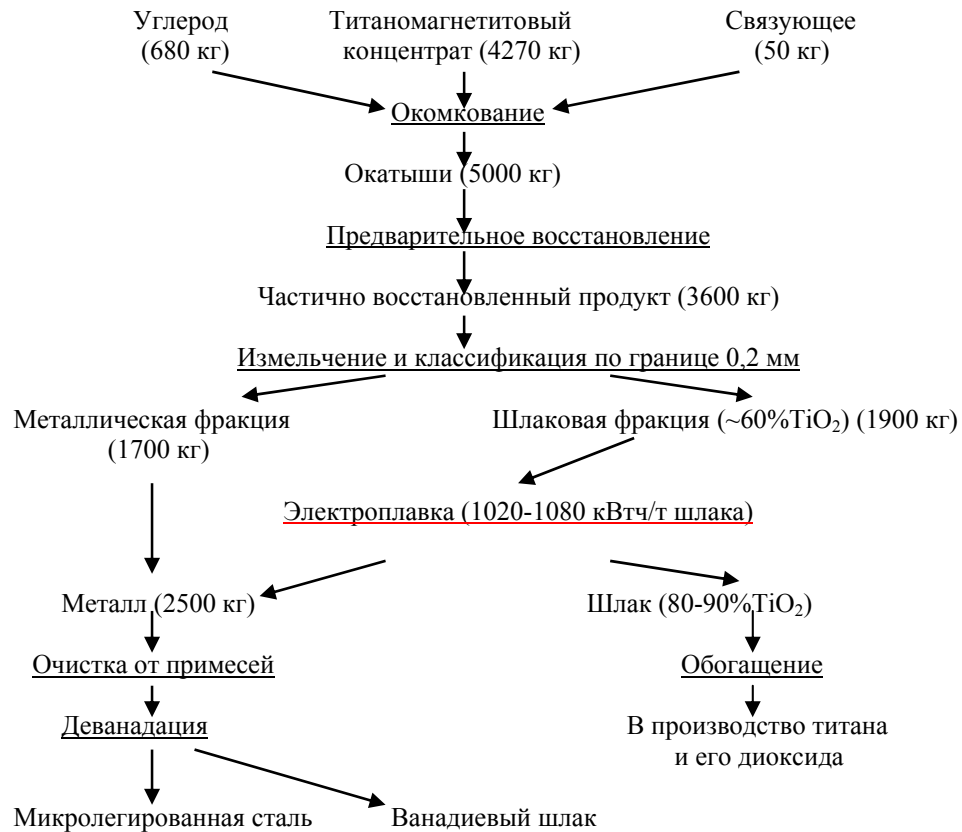 Углерод
(680 кг)
Титаномагнетитовый
концентрат (4270 кг)
Связующее
(50 кг)
Окомкование
Окатыши (5000 кг)
Предварительное восстановление
Частично восстановленный продукт (3600 кг)
Измельчение и классификация по границе 0,2 мм
Металлическая фракция
(1700 кг)
Шлаковая фракция (~60%TiO₂) (1900 кг)
Электроплавка (1020-1080 кВтч/т шлака)
Металл (2500 кг)
Шлак (80-90%TiO₂)
Очистка от примесей
Обогащение
Деванадация
В производство титана
и его диоксида
Микролегированная сталь
Ванадиевый шлак